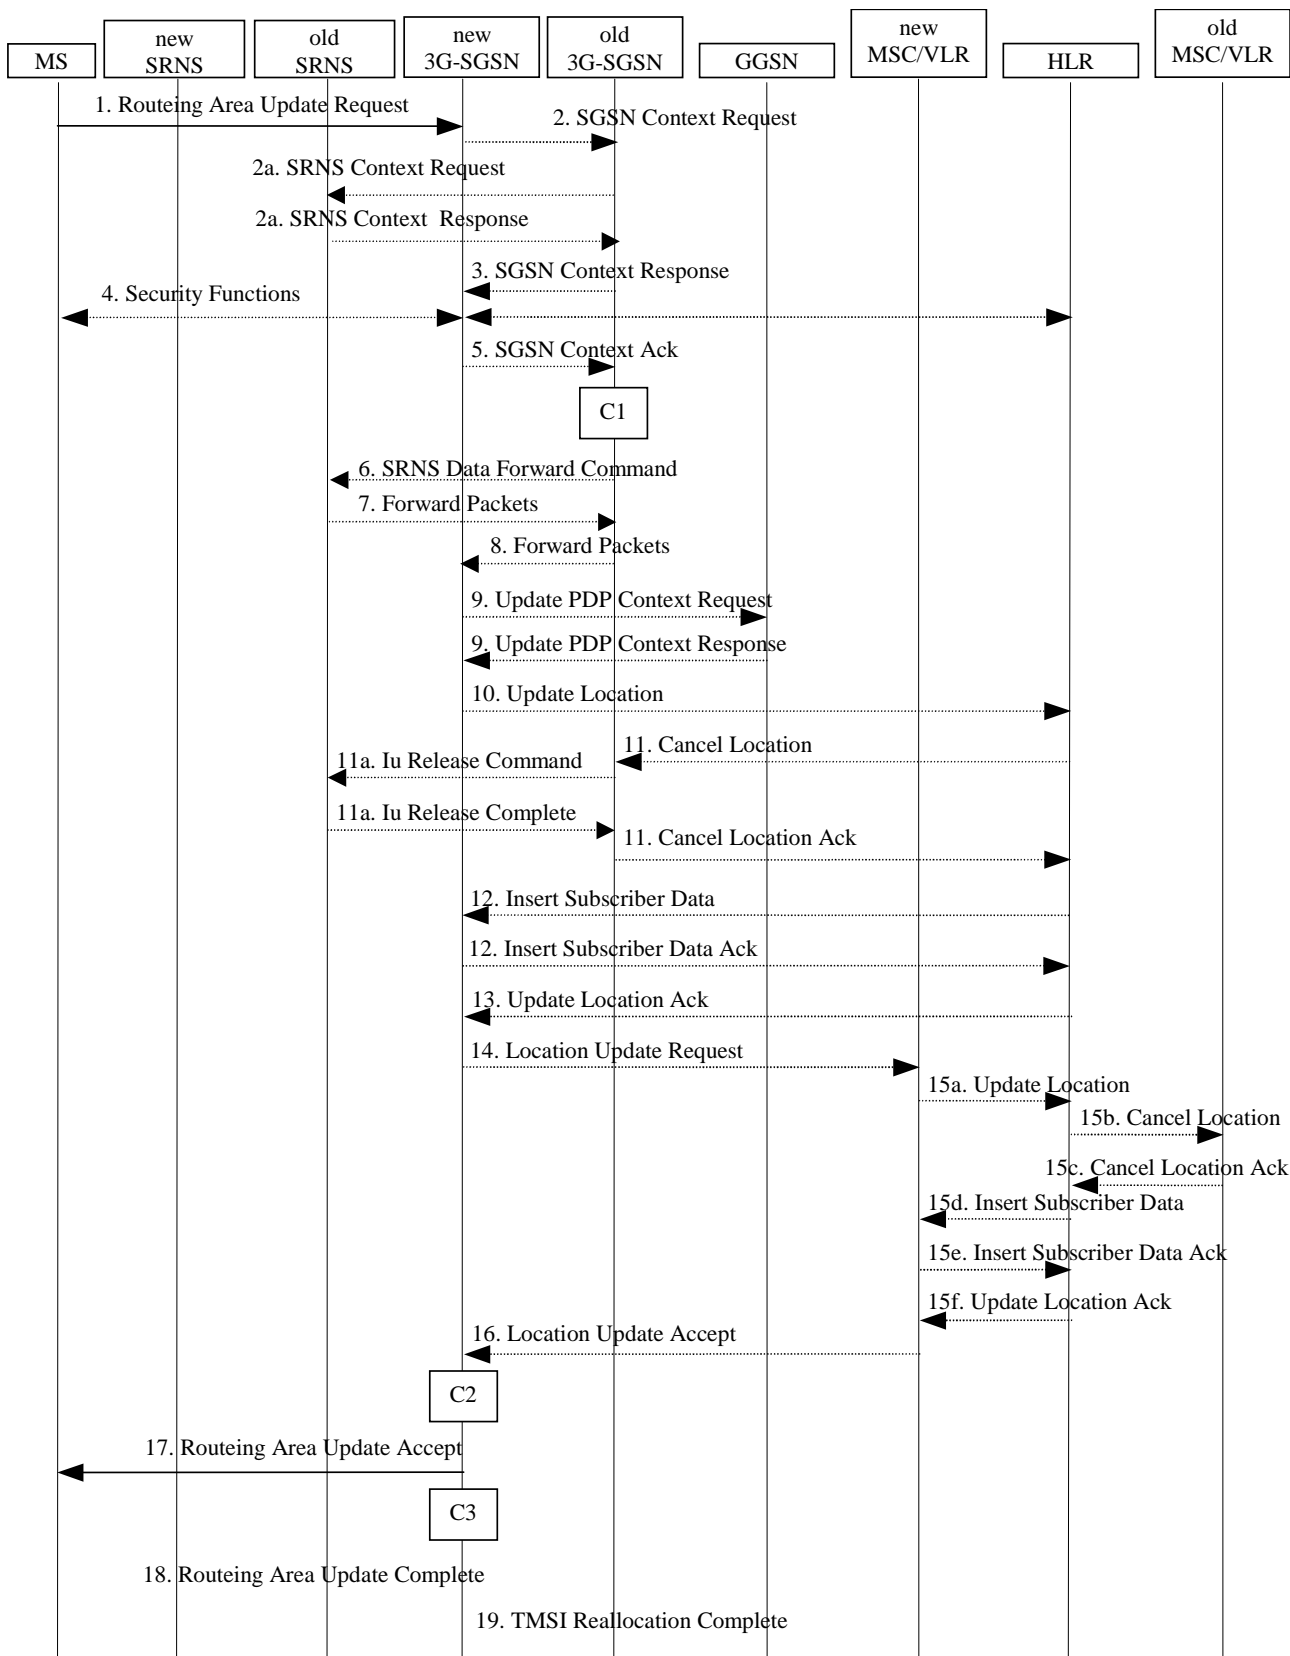 MS
new
SRNS
old
SRNS
new
3G-SGSN
old
3G-SGSN
GGSN
new
MSC/VLR
HLR
old
MSC/VLR
1. Routeing Area Update Request
2. SGSN Context Request
2a. SRNS Context Request
2a. SRNS Context Response
3. SGSN Context Response
4. Security Functions
5. SGSN Context Ack
C1
6. SRNS Data Forward Command
7. Forward Packets
8. Forward Packets
9. Update PDP Context Request
9. Update PDP Context Response
10. Update Location
11. Cancel Location
11a. Iu Release Command
11a. Iu Release Complete
11. Cancel Location Ack
12. Insert Subscriber Data
12. Insert Subscriber Data Ack
13. Update Location Ack
14. Location Update Request
15a. Update Location
15b. Cancel Location
15c. Cancel Location Ack
15d. Insert Subscriber Data
15e. Insert Subscriber Data Ack
15f. Update Location Ack
16. Location Update Accept
C2
17. Routeing Area Update Accept
C3
18. Routeing Area Update Complete
19. TMSI Reallocation Complete